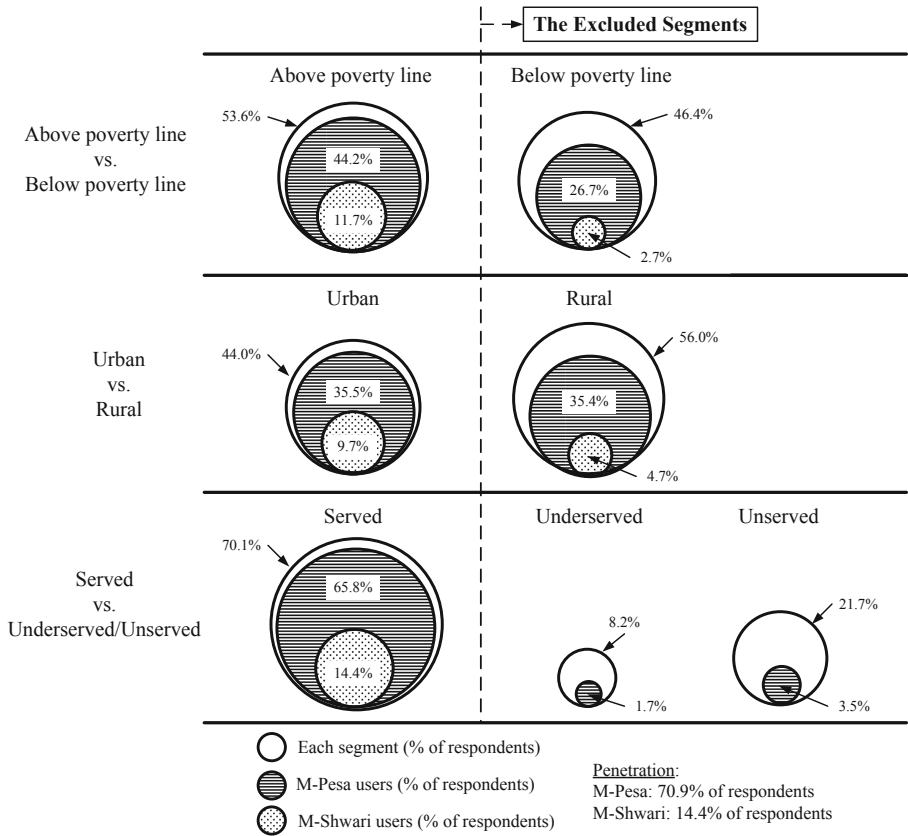 The Excluded Segments
Above poverty line
Below poverty line
Above poverty line
vs.
Below poverty line
53.6%
44.2%
11.7%
46.4%
26.7%
2.7%
Urban
Rural
Urban
vs.
Rural
44.0%
35.5%
9.7%
56.0%
35.4%
4.7%
Served
Underserved
Unserved
Served
vs.
Underserved/Unserved
70.1%
65.8%
14.4%
8.2%
1.7%
21.7%
3.5%
Each segment (% of respondents)
M-Pesa users (% of respondents)
M-Shwari users (% of respondents)
Penetration:
M-Pesa: 70.9% of respondents
M-Shwari: 14.4% of respondents